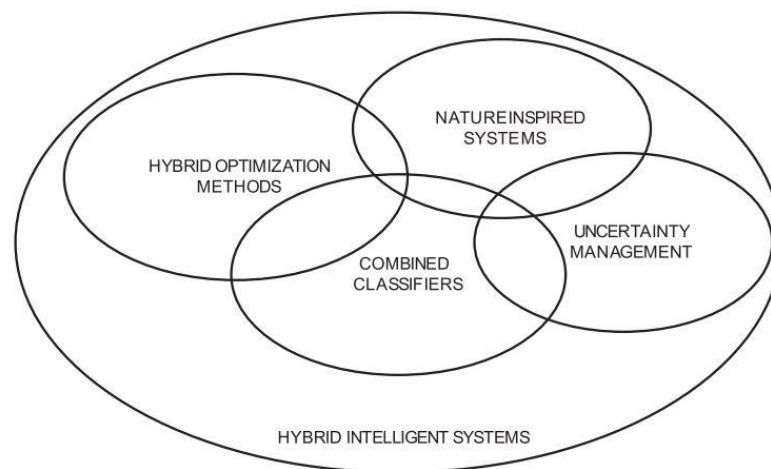 NATUREINSPIRED
SYSTEMS
HYBRID OPTIMIZATION
METHODS
UNCERTAINTY
MANAGEMENT
COMBINED
CLASSIFIERS
HYBRID INTELLIGENT SYSTEMS